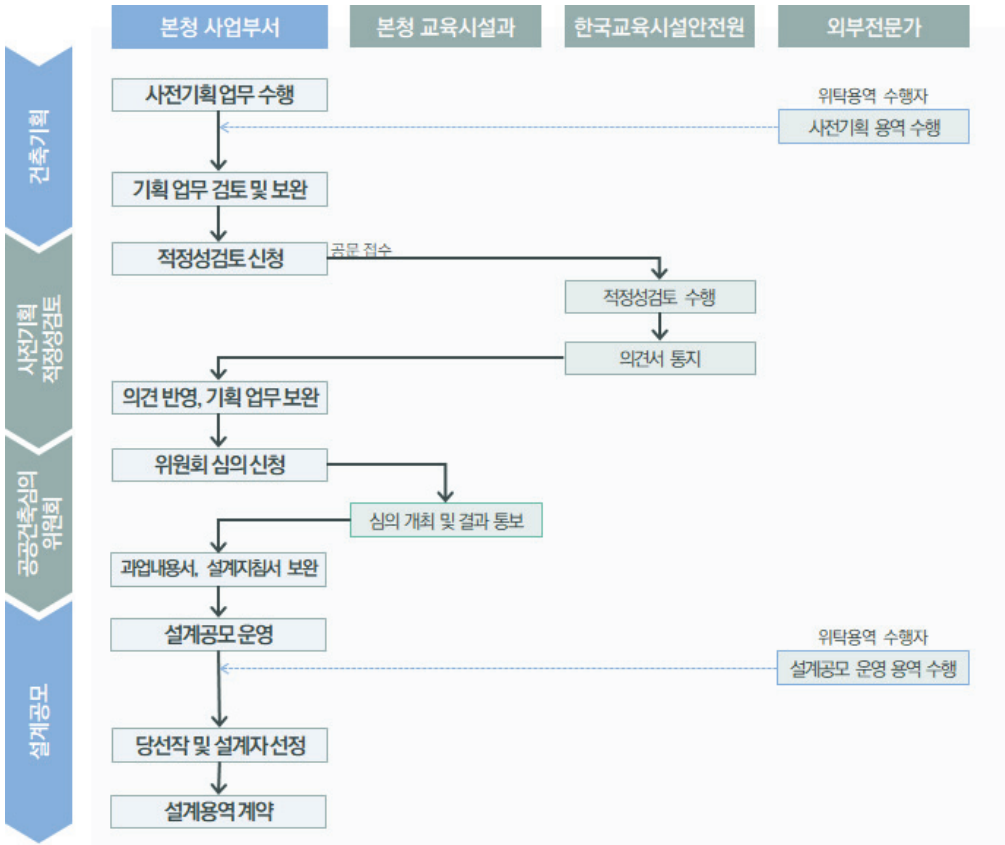 본청 사업부서
본청 교육시설과
한국교육시설안전원
외부전문가
건축기획
사전기획 업무 수행
위탁용역 수행자
사전기획 용역 수행
기획 업무 검토 및 보완
사전기획
적정성검토
적정성검토 신청
공문 접수
적정성검토 수행
의견서 통지
의견 반영, 기획 업무 보완
공공건축심의
위원회
위원회 심의 신청
심의 개최 및 결과 통보
과업내용서, 설계지침서 보완
설계공모
설계공모 운영
위탁용역 수행자
설계공모 운영 용역 수행
당선작 및 설계자 선정
설계용역 계약